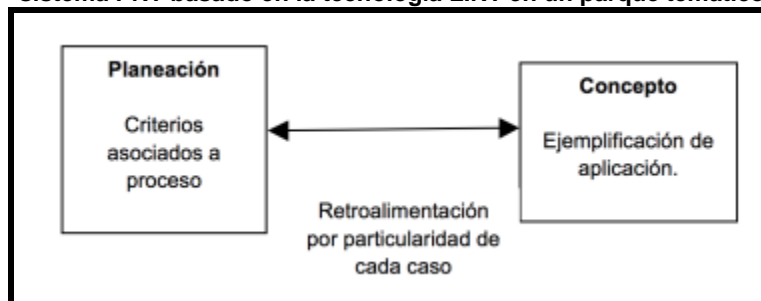 Planeación
Criterios
asociados a
proceso
Concepto
Ejemplificación de
aplicación.
Retroalimentación
por particularidad de
cada caso